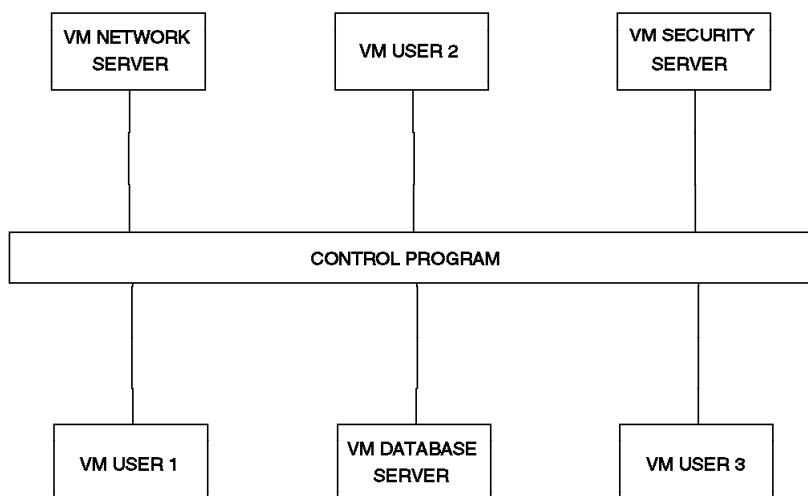 VM NETWORK
SERVER
VM USER 2
VM SECURITY
SERVER
CONTROL PROGRAM
VM USER 1
VM DATABASE
SERVER
VM USER 3